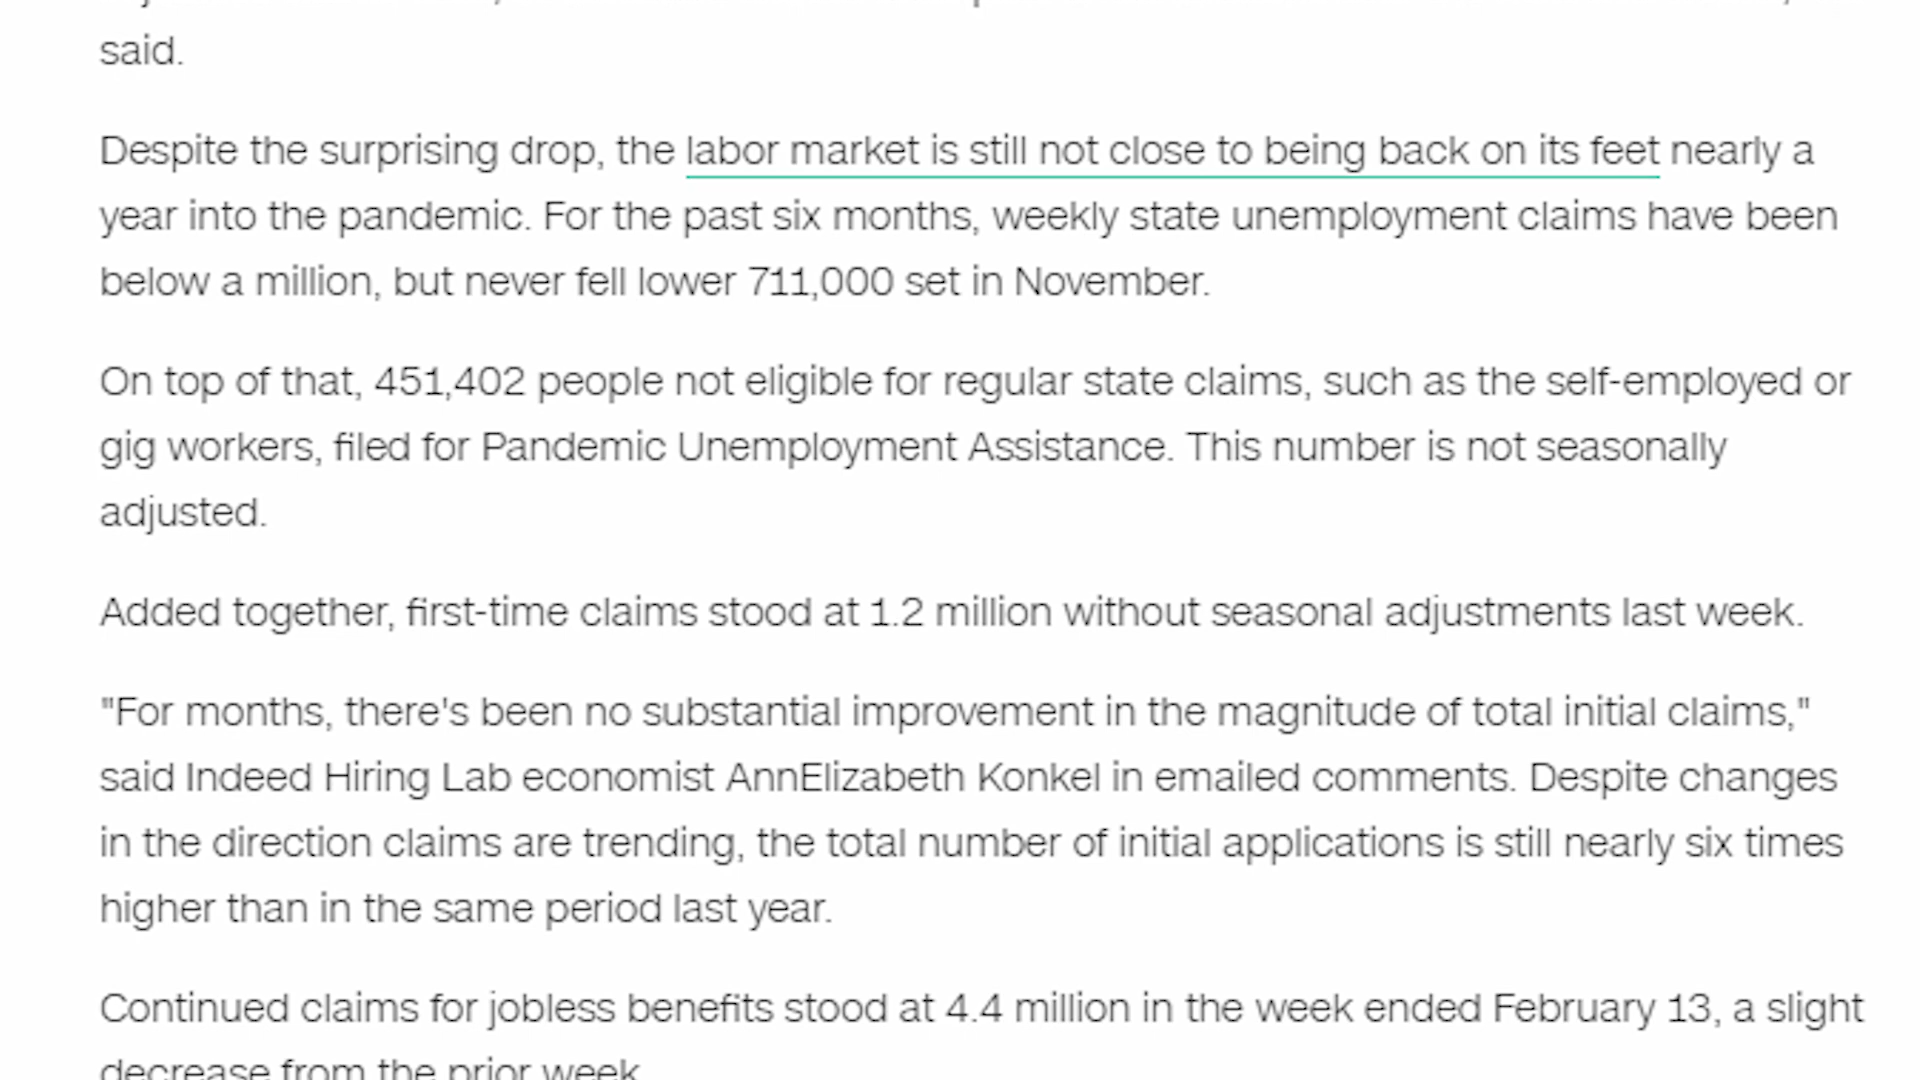 said.
Despite the surprising drop, the labor market is still not close to being back on its feet nearly a
year into the pandemic. For the past six months, weekly state unemployment claims have been
below a million, but never fell lower 711,000 set in November.
On top of that, 451,402 people not eligible for regular state claims, such as the self-employed or
gig workers, filed for Pandemic Unemployment Assistance. This number is not seasonally
adjusted.
Added together, first-time claims stood at 1.2 million without seasonal adjustments last week.
"For months, there's been no substantial improvement in the magnitude of total initial claims,"
said Indeed Hiring Lab economist AnnElizabeth Konkel in emailed comments. Despite changes
in the direction claims are trending, the total number of initial applications is still nearly six times
higher than in the same period last year.
Continued claims for jobless benefits stood at 4.4 million in the week ended February 13, a slight
decrease from the prior week